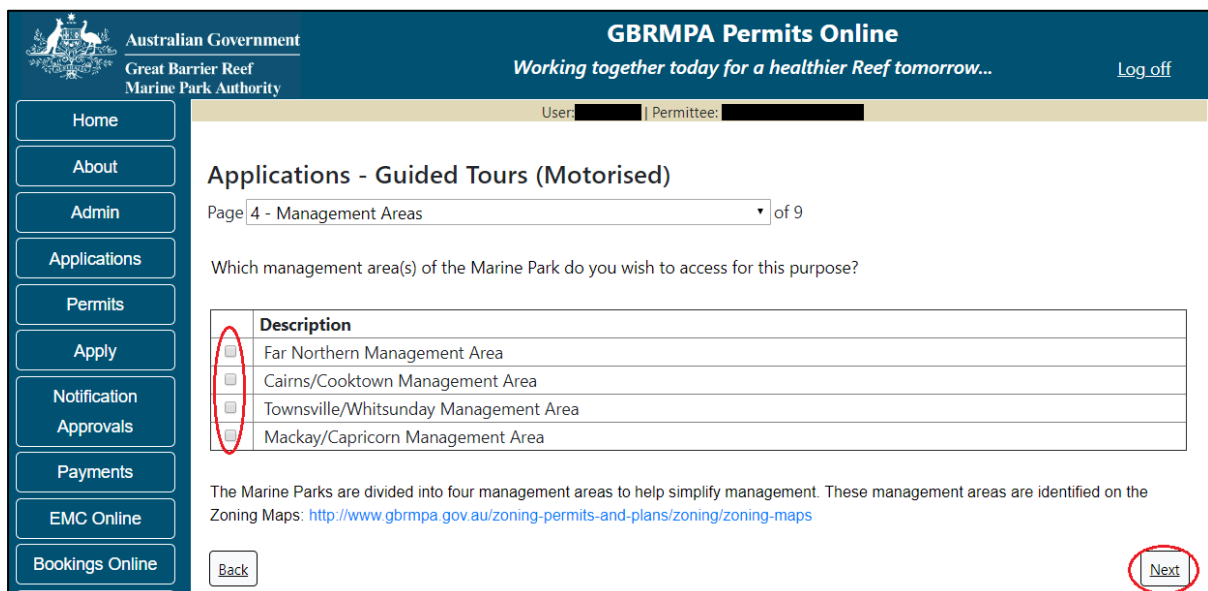 Australian Government
Great Barrier Reef
Marine Park Authority
GBRMPA Permits Online
Working together today for a healthier Reef tomorrow...
Log off
User: | Permittee:
Home
About
Admin
Applications
Permits
Apply
Notification
Approvals
Payments
EMC Online
Bookings Online
Applications - Guided Tours (Motorised)
Page 4 - Management Areas of 9
Which management area(s) of the Marine Park do you wish to access for this purpose?
Description
Far Northern Management Area
Cairns/Cooktown Management Area
Townsville/Whitsunday Management Area
Mackay/Capricorn Management Area
The Marine Parks are divided into four management areas to help simplify management. These management areas are identified on the
Zoning Maps: http://www.gbrmpa.gov.au/zoning-permits-and-plans/zoning/zoning-maps
Back
Next